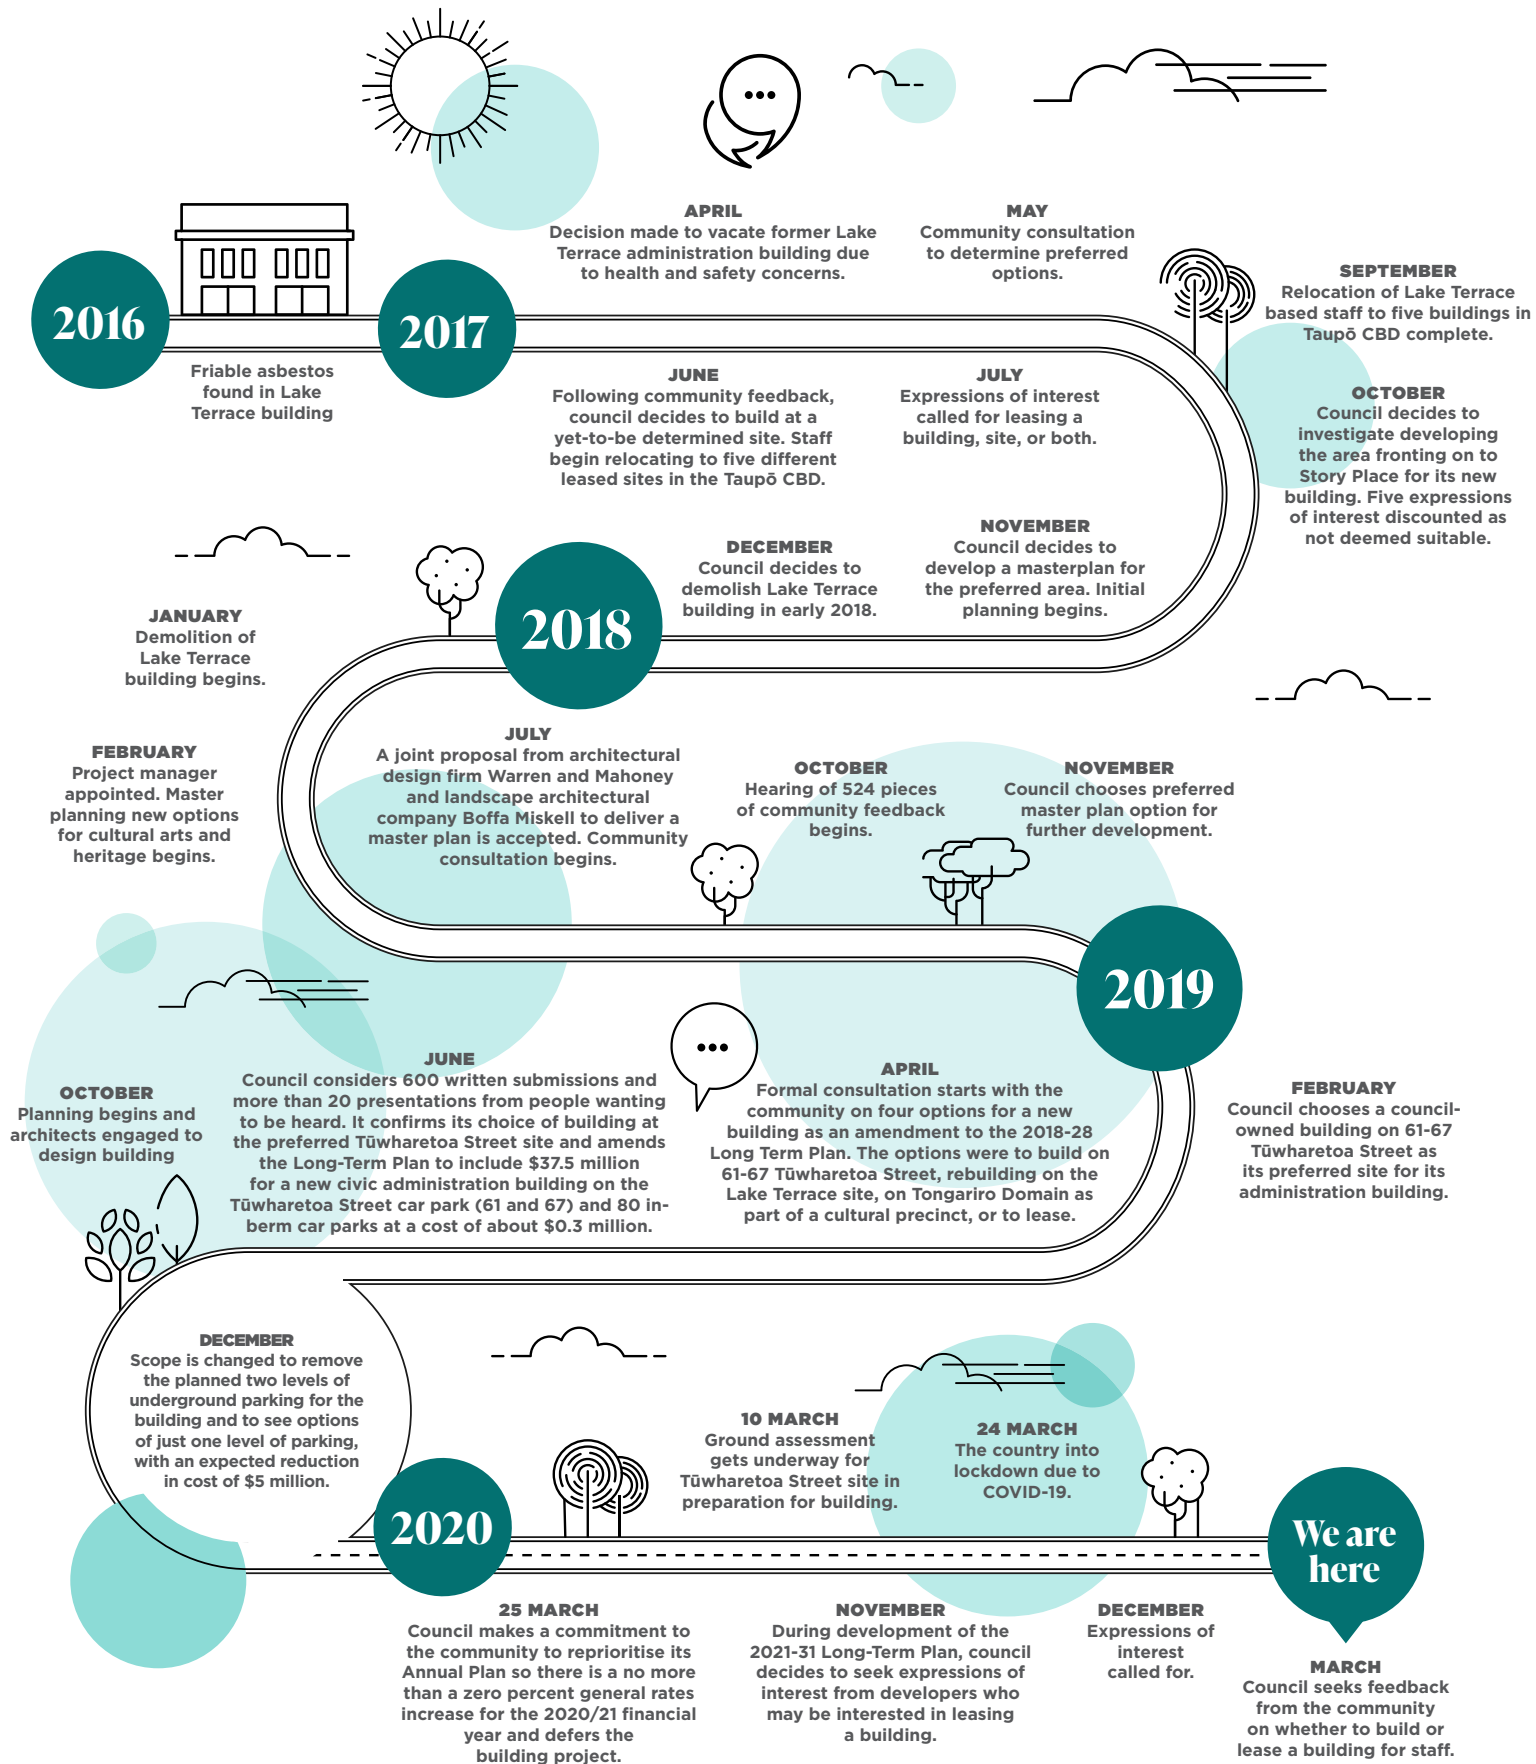 2016
Friable asbestos
found in Lake
Terrace building
2017
APRIL
Decision made to vacate former Lake
Terrace administration building due
to health and safety concerns.
MAY
Community consultation
to determine preferred
options.
JUNE
Following community feedback,
council decides to build at a
yet-to-be determined site. Staff
begin relocating to five different
leased sites in the Taupō CBD.
JULY
Expressions of interest
called for leasing a
building, site, or both.
SEPTEMBER
Relocation of Lake Terrace
based staff to five buildings in
Taupō CBD complete.
OCTOBER
Council decides to
investigate developing
the area fronting on to
Story Place for its new
building. Five expressions
of interest discounted as
not deemed suitable.
NOVEMBER
Council decides to
develop a masterplan for
the preferred area. Initial
planning begins.
DECEMBER
Council decides to
demolish Lake Terrace
building in early 2018.
2018
JANUARY
Demolition of
Lake Terrace
building begins.
FEBRUARY
Project manager
appointed. Master
planning new options
for cultural arts and
heritage begins.
JULY
A joint proposal from architectural
design firm Warren and Mahoney
and landscape architectural
company Boffa Miskell to deliver a
master plan is accepted. Community
consultation begins.
OCTOBER
Hearing of 524 pieces
of community feedback
begins.
NOVEMBER
Council chooses preferred
master plan option for
further development.
2019
FEBRUARY
Council chooses a council-
owned building on 61-67
Tūwharetoa Street as
its preferred site for its
administration building.
APRIL
Formal consultation starts with the
community on four options for a new
building as an amendment to the 2018-28
Long Term Plan. The options were to build on
61-67 Tūwharetoa Street, rebuilding on the
Lake Terrace site, on Tongariro Domain as
part of a cultural precinct, or to lease.
JUNE
Council considers 600 written submissions and
more than 20 presentations from people wanting
to be heard. It confirms its choice of building at
the preferred Tūwharetoa Street site and amends
the Long-Term Plan to include $37.5 million
for a new civic administration building on the
Tūwharetoa Street car park (61 and 67) and 80 in-
berm car parks at a cost of about $0.3 million.
OCTOBER
Planning begins and
architects engaged to
design building
DECEMBER
Scope is changed to remove
the planned two levels of
underground parking for the
building and to see options
of just one level of parking,
with an expected reduction
in cost of $5 million.
2020
10 MARCH
Ground assessment
gets underway for
Tūwharetoa Street site in
preparation for building.
24 MARCH
The country into
lockdown due to
COVID-19.
25 MARCH
Council makes a commitment to
the community to reprioritise its
Annual Plan so there is a no more
than a zero percent general rates
increase for the 2020/21 financial
year and defers the
building project.
NOVEMBER
During development of the
2021-31 Long-Term Plan, council
decides to seek expressions of
interest from developers who
may be interested in leasing
a building.
DECEMBER
Expressions of
interest
called for.
We are
here
MARCH
Council seeks feedback
from the community
on whether to build or
lease a building for staff.